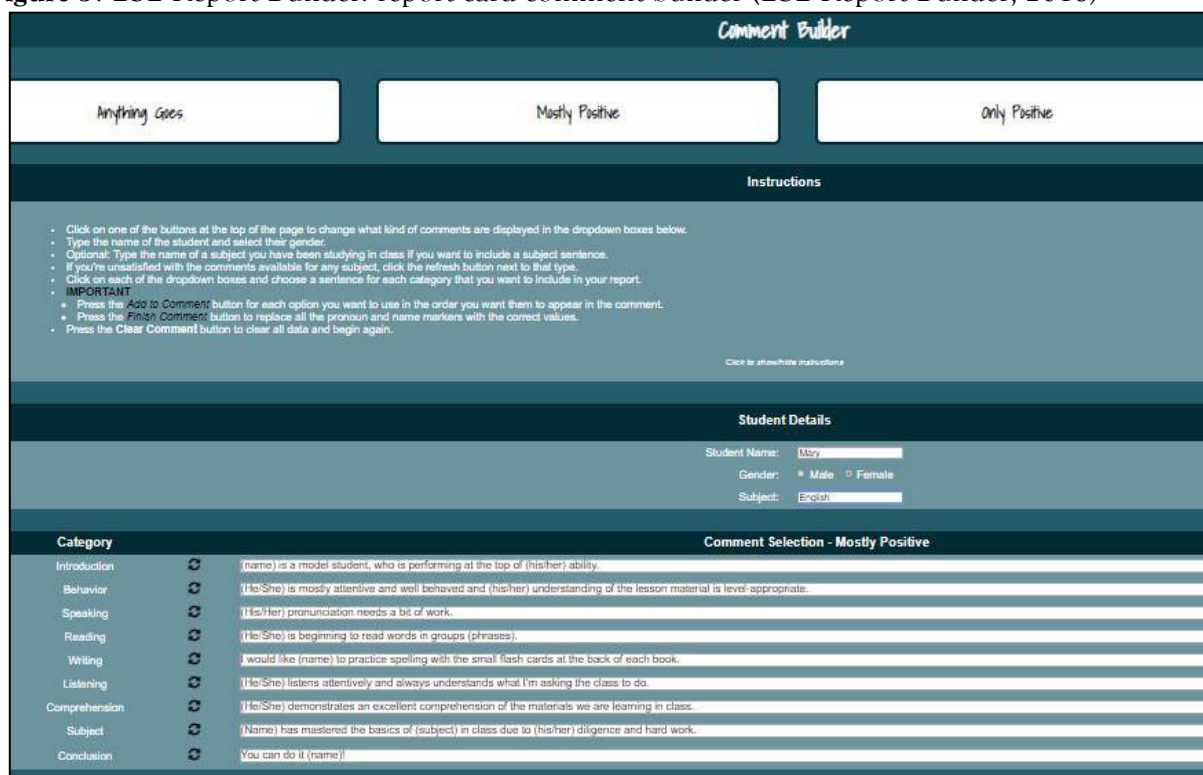 Figure 3: ESL Report Builder: report card comment builder (ESL Report Builder, 2018)
Comment Builder
Anything Goes
Mostly Positive
Only Positive
Instructions
Click on one of the buttons at the top of the page to change what kind of comments are displayed in the dropdown boxes below.
Type the name of the student and select their gender.
Optional: Type the name of a subject you have been studying in class if you want to include a subject sentence.
If you're unsatisfied with the comments available for any subject, click the refresh button next to that type.
Click on each of the dropdown boxes and choose a sentence for each category that you want to include in your report.
IMPORTANT
Press the Add to Comment button for each option you want to use in the order you want them to appear in the comment.
Press the Finish Comment button to replace all the pronoun and name markers with the correct values.
Press the Clear Comment button to clear all data and begin again.
Click to show/hide instructions
Student Details
Student Name: Mary
Gender: Male Female
Subject: English
Category Comment Selection - Mostly Positive
Introduction (name) is a model student, who is performing at the top of (his/her) ability.
Behavior (He/She) is mostly attentive and well behaved and (his/her) understanding of the lesson material is level-appropriate.
Speaking (His/Her) pronunciation needs a bit of work.
Reading (He/She) is beginning to read words in groups (phrases).
Writing I would like (name) to practice spelling with the small flash cards at the back of each book.
Listening (He/She) listens attentively and always understands what I'm asking the class to do.
Comprehension (He/She) demonstrates an excellent comprehension of the materials we are learning in class.
Subject (Name) has mastered the basics of (subject) in class due to (his/her) diligence and hard work.
Conclusion You can do it (name)!